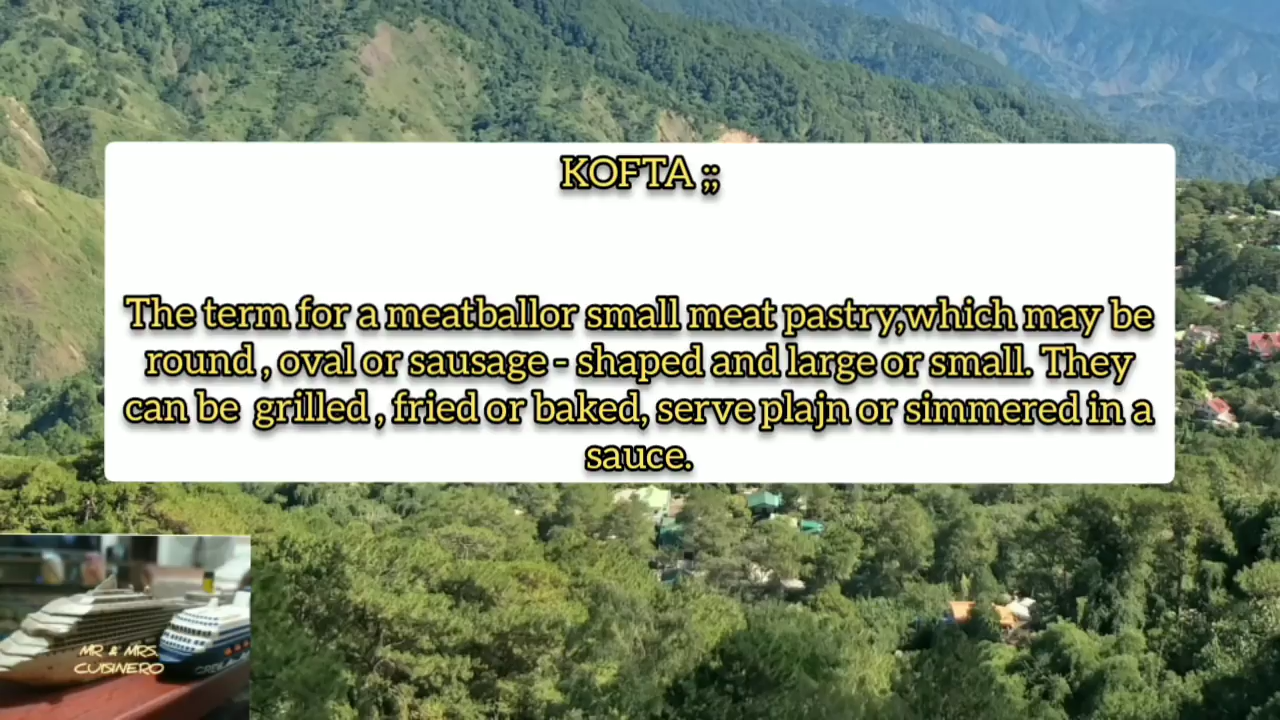 KOFTA ;;
The term for a meatballor small meat pastry,which may be
round , oval or sausage - shaped and large or small. They
can be grilled , fried or baked, serve plajn or simmered in a
sauce.
MR & MRS.
CUISINERO